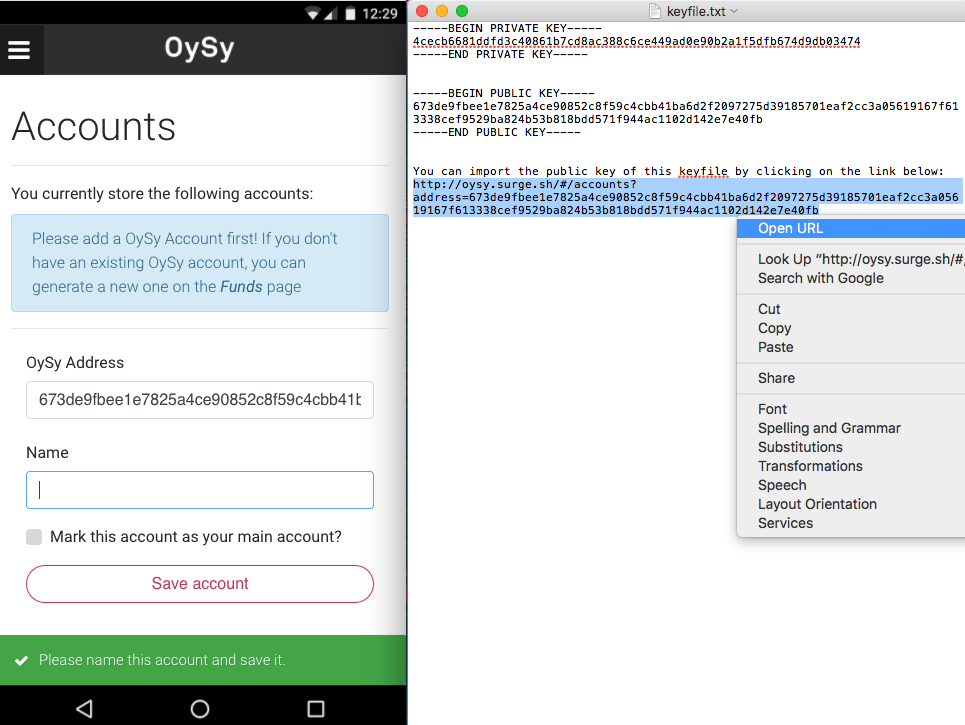 12:29
OySy
Accounts
You currently store the following accounts:
Please add a OySy Account first! If you don't
have an existing OySy account, you can
generate a new one on the Funds page
OySy Address
673de9fbee1e7825a4ce90852c8f59c4cbb41b
Name
Mark this account as your main account?
Save account
Please name this account and save it.
keyfile.txt
-----BEGIN PRIVATE KEY-----
4cecb6681ddfd3c40861b7cd8ac388c6ce449ad0e90b2a1f5dfb674d9db03474
-----END PRIVATE KEY-----
-----BEGIN PUBLIC KEY-----
673de9fbee1e7825a4ce90852c8f59c4cbb41ba6d2f2097275d39185701eaf2cc3a05619167f61
3338cef9529ba824b53b818bdd571f944ac1102d142e7e40fb
-----END PUBLIC KEY-----
You can import the public key of this keyfile by clicking on the link below:
http://oysy.surge.sh/#/accounts?
address=673de9fbee1e7825a4ce90852c8f59c4cbb41ba6d2f2097275d39185701eaf2cc3a056
19167f613338cef9529ba824b53b818bdd571f944ac1102d142e7e40fb
Open URL
Look Up “http://oysy.surge.sh/#/
Search with Google
Cut
Copy
Paste
Share
Font
Spelling and Grammar
Substitutions
Transformations
Speech
Layout Orientation
Services